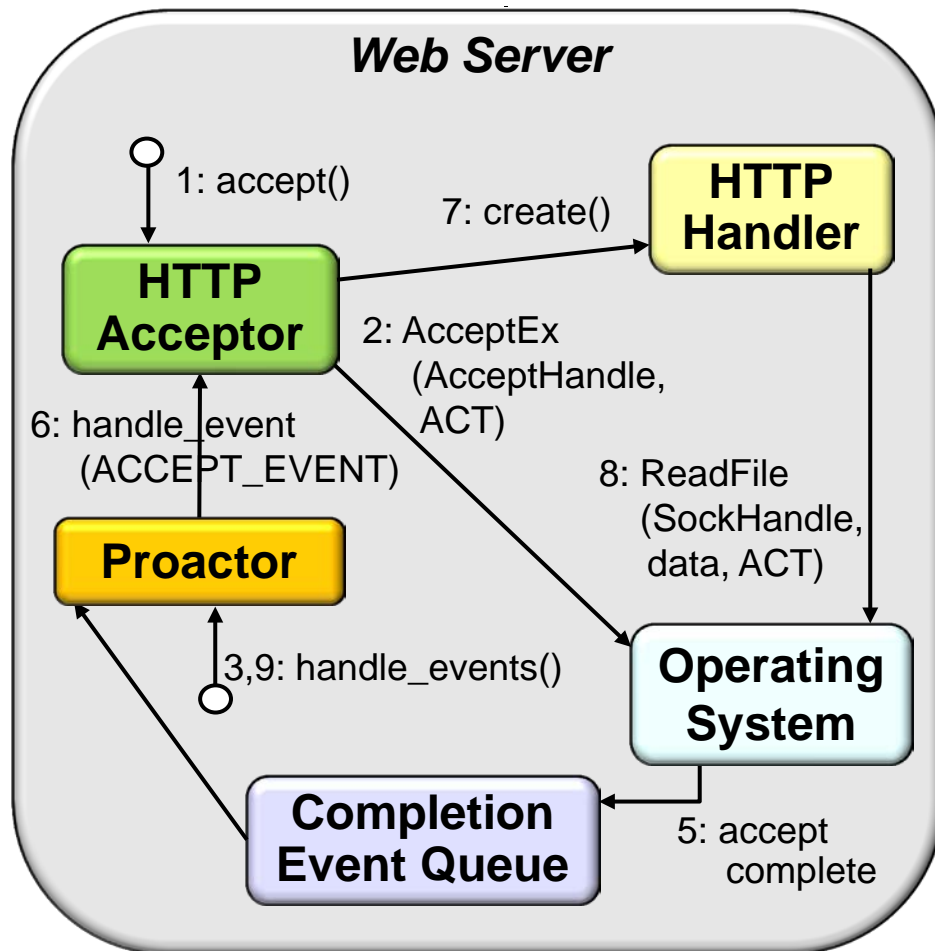 Web Server
1: accept()
HTTP
Handler
7: create()
HTTP
Acceptor
2: AcceptEx
(AcceptHandle,
ACT)
6: handle_event
(ACCEPT_EVENT)
8: ReadFile
(SockHandle,
data, ACT)
Proactor
3,9: handle_events()
Operating
System
Completion
Event Queue
5: accept
complete